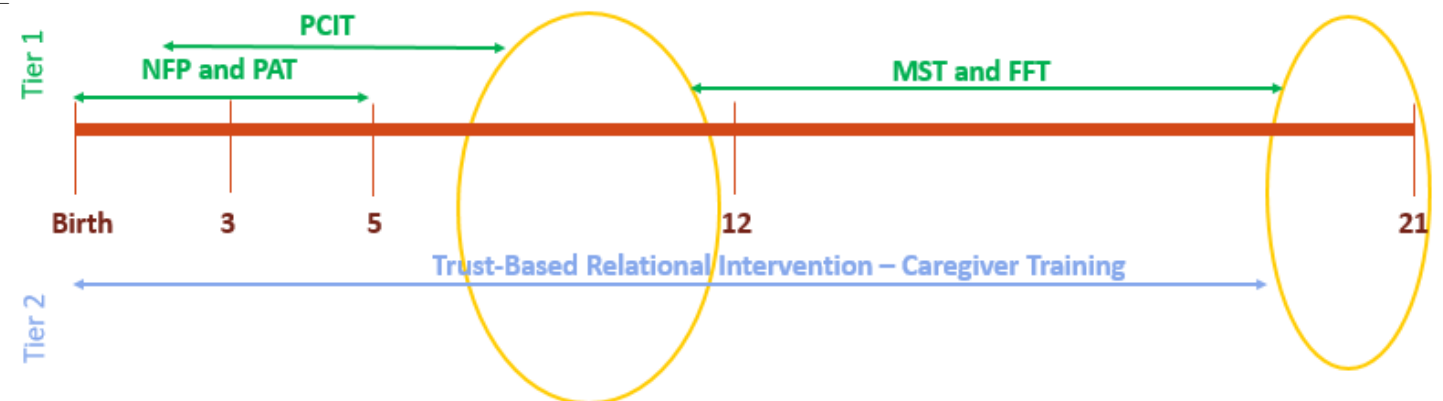 Tier 1
PCIT
NFP and PAT
MST and FFT
Birth
3
5
12
21
Trust-Based Relational Intervention – Caregiver Training
Tier 2